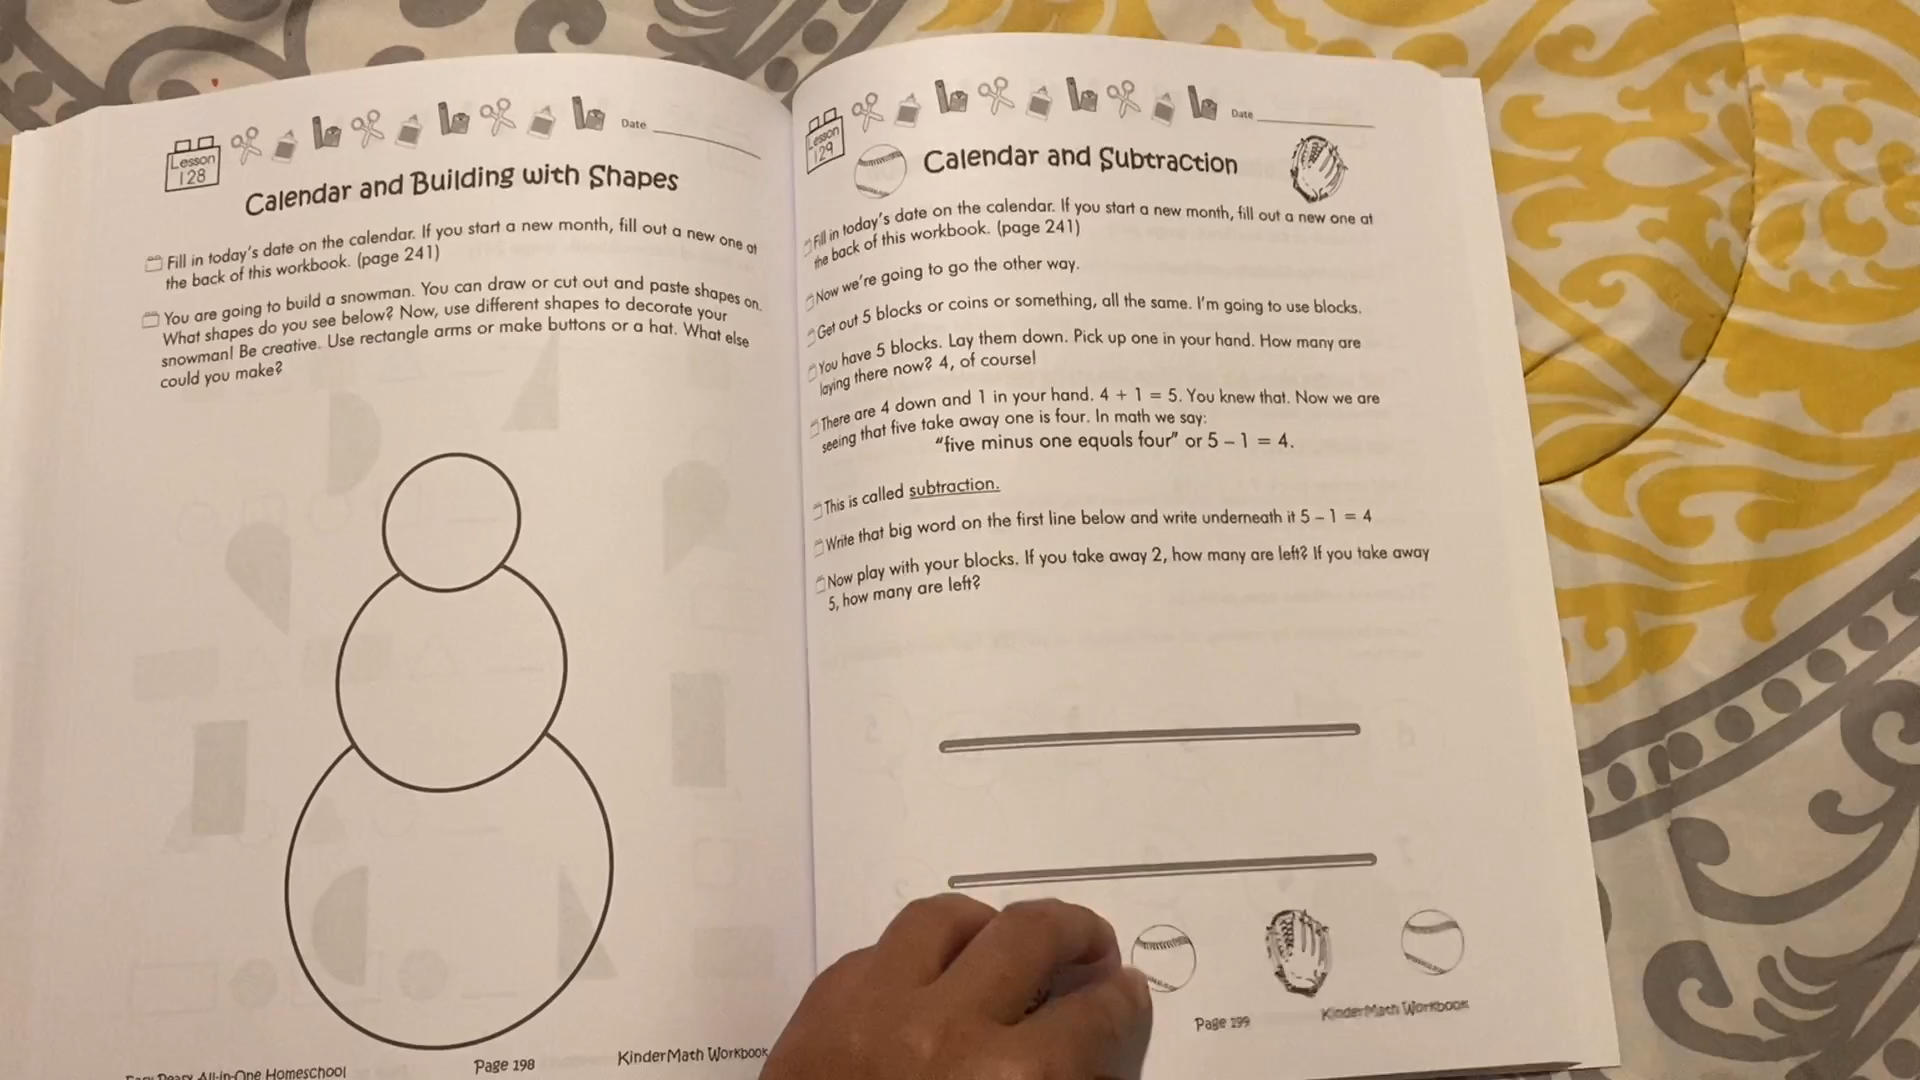 Lesson
128
Date
Calendar and Building with Shapes
Fill in today's date on the calendar. If you start a new month, fill out a new one at
the back of this workbook. (page 241)
You are going to build a snowman. You can draw or cut out and paste shapes on.
What shapes do you see below? Now, use different shapes to decorate your
snowman! Be creative. Use rectangle arms or make buttons or a hat. What else
could you make?
All-in-One Homeschool
Page 198
KinderMath Workbook
Lesson
129
Date
Calendar and Subtraction
Fill in today's date on the calendar. If you start a new month, fill out a new one at
the back of this workbook. (page 241)
Now we're going to go the other way.
Get out 5 blocks or coins or something, all the same. I'm going to use blocks.
You have 5 blocks. Lay them down. Pick up one in your hand. How many are
laying there now? 4, of course!
There are 4 down and 1 in your hand. 4 + 1 = 5. You knew that. Now we are
seeing that five take away one is four. In math we say:
"five minus one equals four" or 5 – 1 = 4.
This is called subtraction.
Write that big word on the first line below and write underneath it 5 – 1 = 4
Now play with your blocks. If you take away 2, how many are left? If you take away
5, how many are left?
Page 199
KinderMath Workbook